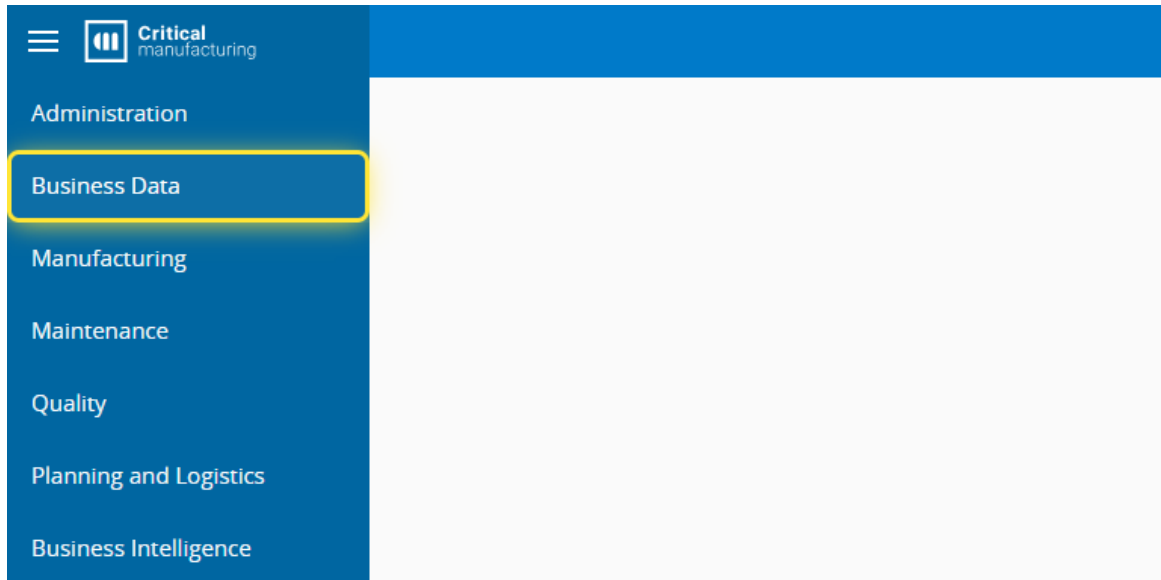 Critical
manufacturing
Administration
Business Data
Manufacturing
Maintenance
Quality
Planning and Logistics
Business Intelligence